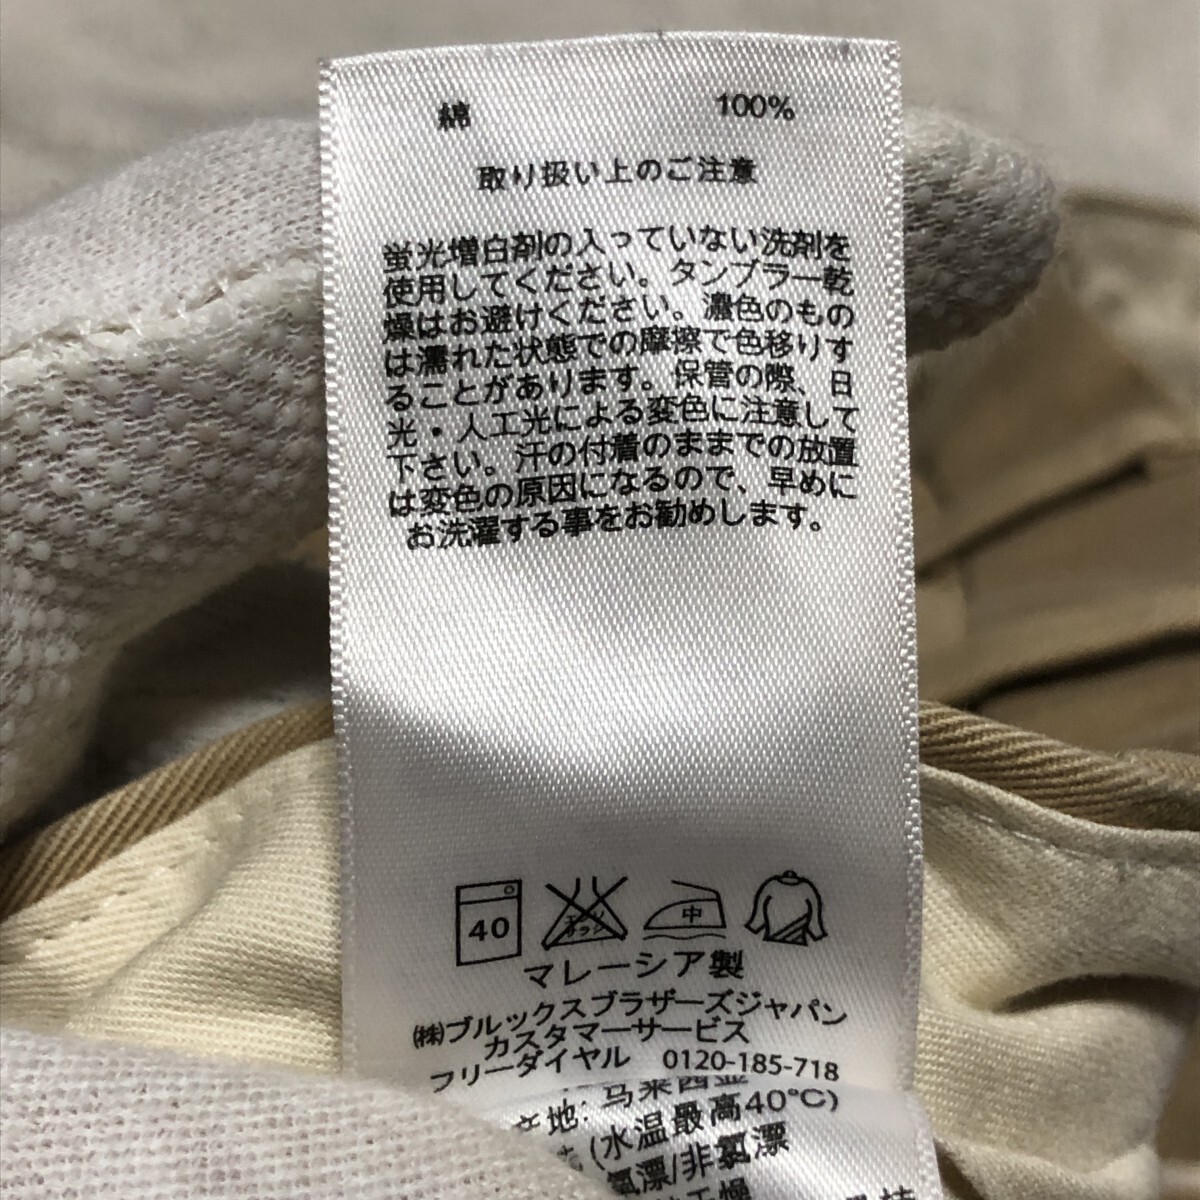 綿 100%
取り扱い上のご注意
蛍光増白剤の入っていない洗剤を
使用してください。タンブラー乾
燥はお避けください。濃色のもの
は濡れた状態での摩擦で色移りす
ることがあります。保管の際、日
光・人工光による変色に注意して
下さい。汗の付着のままでの放置
は変色の原因になるので、早めに
お洗濯する事をお勧めします。
40 中
マレーシア製
㈱ブルックスブラザーズジャパン
カスタマーサービス
フリーダイヤル 0120-185-718
产地: 马来西亚
(水温最高40°C)
氯漂/非氯漂
干燥